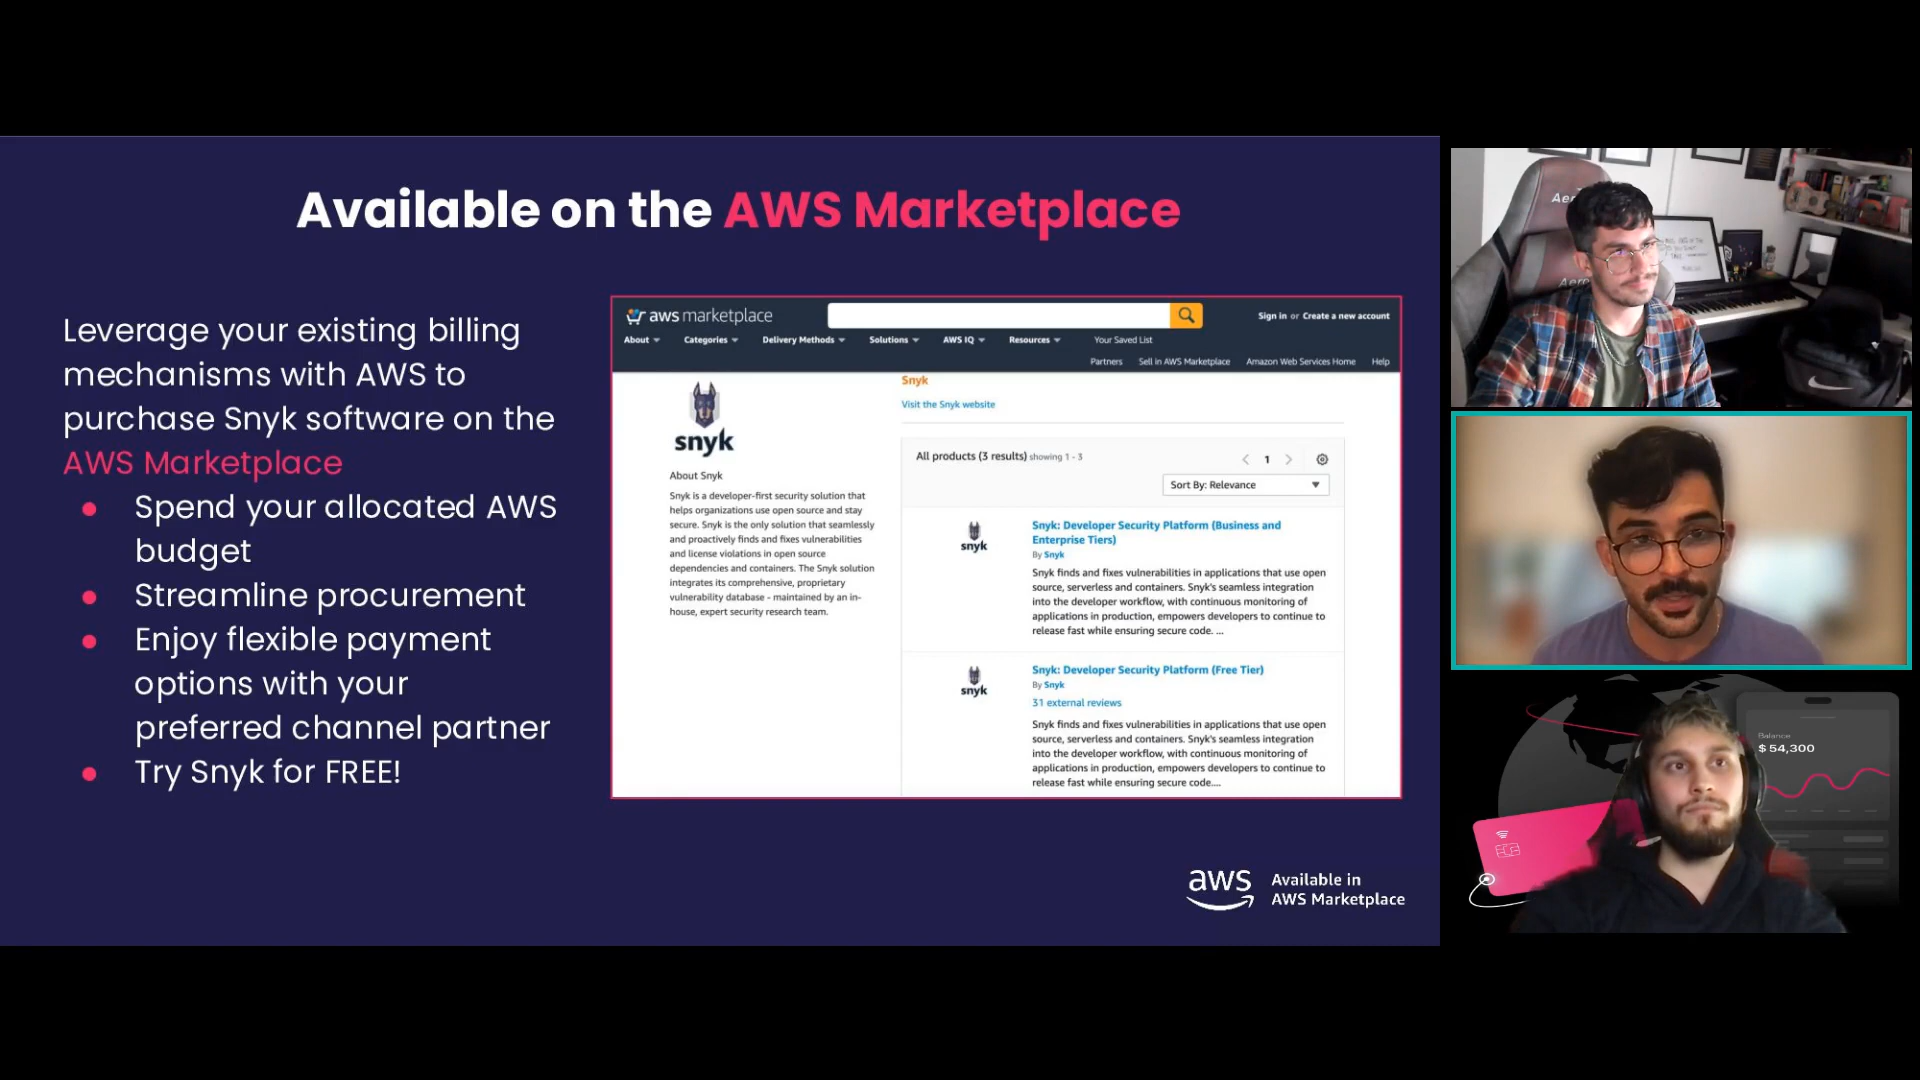 Available on the AWS Marketplace
Leverage your existing billing
mechanisms with AWS to
purchase Snyk software on the
AWS Marketplace
Spend your allocated AWS
budget
Streamline procurement
Enjoy flexible payment
options with your
preferred channel partner
Try Snyk for FREE!
aws marketplace
Sign in or Create a new account
About Categories Delivery Methods Solutions AWS IQ Resources Your Saved List
Partners Sell in AWS Marketplace Amazon Web Services Home Help
snyk
About Snyk
Snyk is a developer-first security solution that
helps organizations use open source and stay
secure. Snyk is the only solution that seamlessly
and proactively finds and fixes vulnerabilities
and license violations in open source
dependencies and containers. The Snyk solution
integrates its comprehensive, proprietary
vulnerability database - maintained by an in-
house, expert security research team.
Snyk
Visit the Snyk website
All products (3 results) showing 1 - 3
1
Sort By: Relevance
snyk
Snyk: Developer Security Platform (Business and
Enterprise Tiers)
By Snyk
Snyk finds and fixes vulnerabilities in applications that use open
source, serverless and containers. Snyk's seamless integration
into the developer workflow, with continuous monitoring of
applications in production, empowers developers to continue to
release fast while ensuring secure code. ...
snyk
Snyk: Developer Security Platform (Free Tier)
By Snyk
31 external reviews
Snyk finds and fixes vulnerabilities in applications that use open
source, serverless and containers. Snyk's seamless integration
into the developer workflow, with continuous monitoring of
applications in production, empowers developers to continue to
release fast while ensuring secure code....
aws
Available in
AWS Marketplace
Balance
$ 54,300